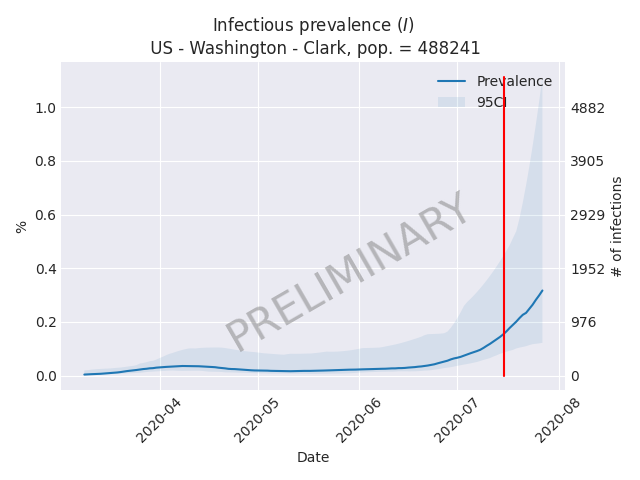 Infectious prevalence (I)
US - Washington - Clark, pop. = 488241
Prevalence
95CI
1.0
0.8
0.6
0.4
0.2
0.0
%
4882
3905
2929
1952
976
0
# of infections
PRELIMINARY
2020-04
2020-05
2020-06
2020-07
2020-08
Date